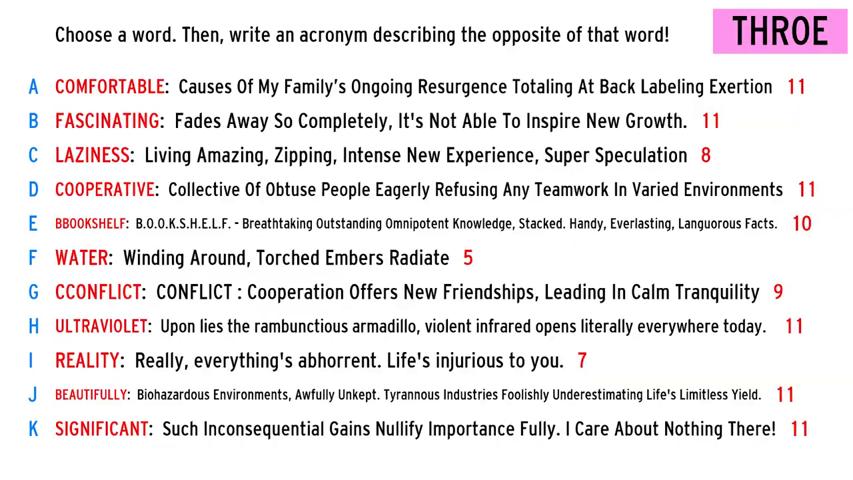 Choose a word. Then, write an acronym describing the opposite of that word!
THROE
A COMFORTABLE: Causes Of My Family's Ongoing Resurgence Totaling At Back Labeling Exertion 11
B FASCINATING: Fades Away So Completely, It's Not Able To Inspire New Growth. 11
C LAZINESS: Living Amazing, Zipping, Intense New Experience, Super Speculation 8
D COOPERATIVE: Collective Of Obtuse People Eagerly Refusing Any Teamwork In Varied Environments 11
E BBOOKSHELF: B.O.O.K.S.H.E.L.F. - Breathtaking Outstanding Omnipotent Knowledge, Stacked. Handy, Everlasting, Languorous Facts. 10
F WATER: Winding Around, Torched Embers Radiate 5
G CCONFLICT: CONFLICT : Cooperation Offers New Friendships, Leading In Calm Tranquility 9
H ULTRAVIOLET: Upon lies the rambunctious armadillo, violent infrared opens literally everywhere today. 11
I REALITY: Really, everything's abhorrent. Life's injurious to you. 7
J BEAUTIFULLY: Biohazardous Environments, Awfully Unkept. Tyrannous Industries Foolishly Underestimating Life's Limitless Yield. 11
K SIGNIFICANT: Such Inconsequential Gains Nullify Importance Fully. I Care About Nothing There! 11